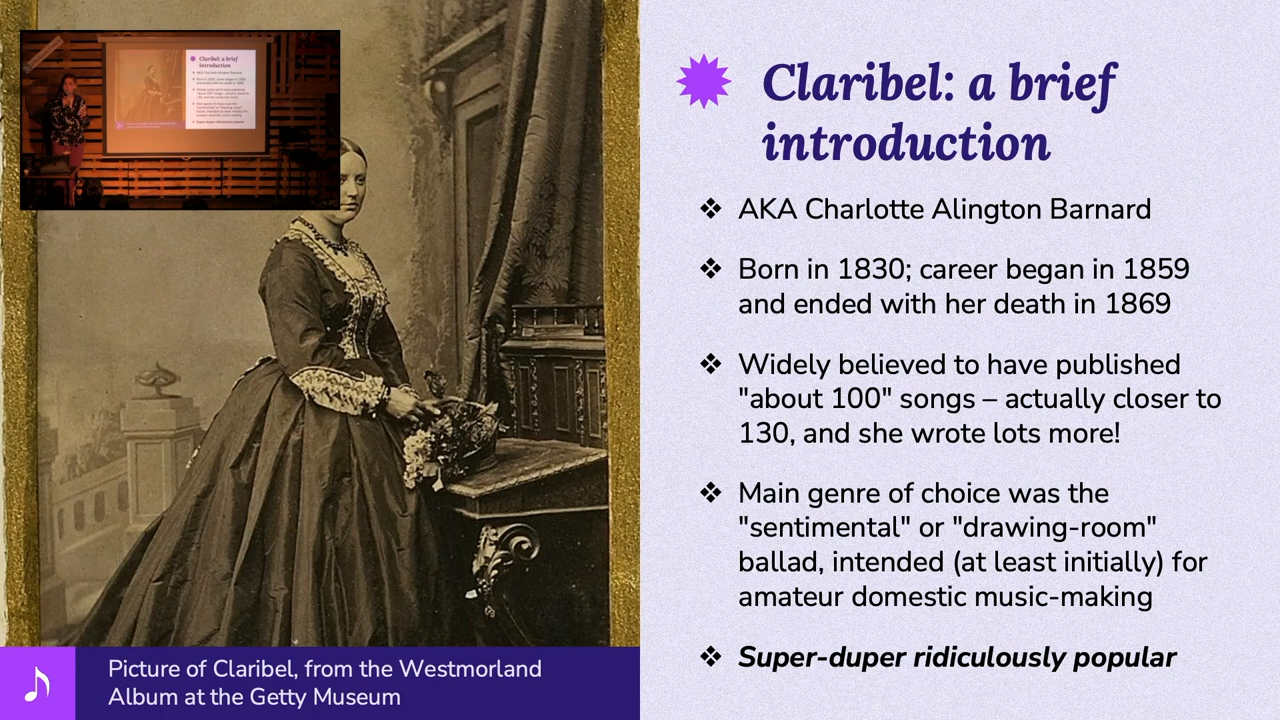 Claribel: a brief
introduction
❖ AKA Charlotte Alington Barnard
❖ Born in 1830; career began in 1859
and ended with her death in 1869
❖ Widely believed to have published
"about 100" songs – actually closer to
130, and she wrote lots more!
❖ Main genre of choice was the
"sentimental" or "drawing-room"
ballad, intended (at least initially) for
amateur domestic music-making
❖ Super-duper ridiculously popular
Picture of Claribel, from the Westmorland
Album at the Getty Museum
Claribel: a brief
introduction